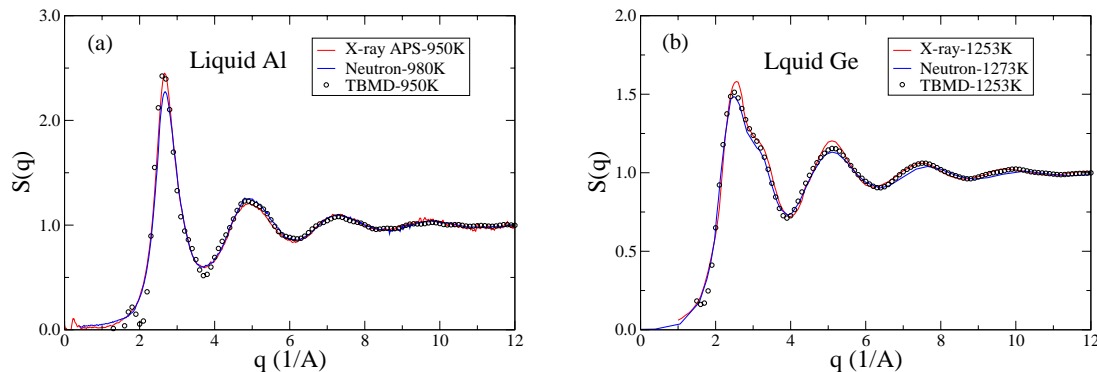 (a)
Liquid Al
X-ray APS-950K
Neutron-980K
TBMD-950K
S(q)
3.0
2.0
1.0
0.0
0 2 4 6 8 10 12
q (1/A)
(b)
Lquid Ge
X-ray-1253K
Neutron-1273K
TBMD-1253K
S(q)
2.0
1.5
1.0
0.5
0.0
0 2 4 6 8 10 12
q (1/A)